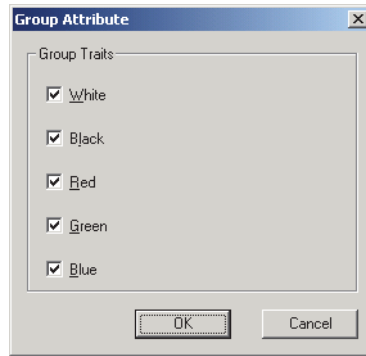 Group Attribute
Group Traits
White
Black
Red
Green
Blue
OK
Cancel